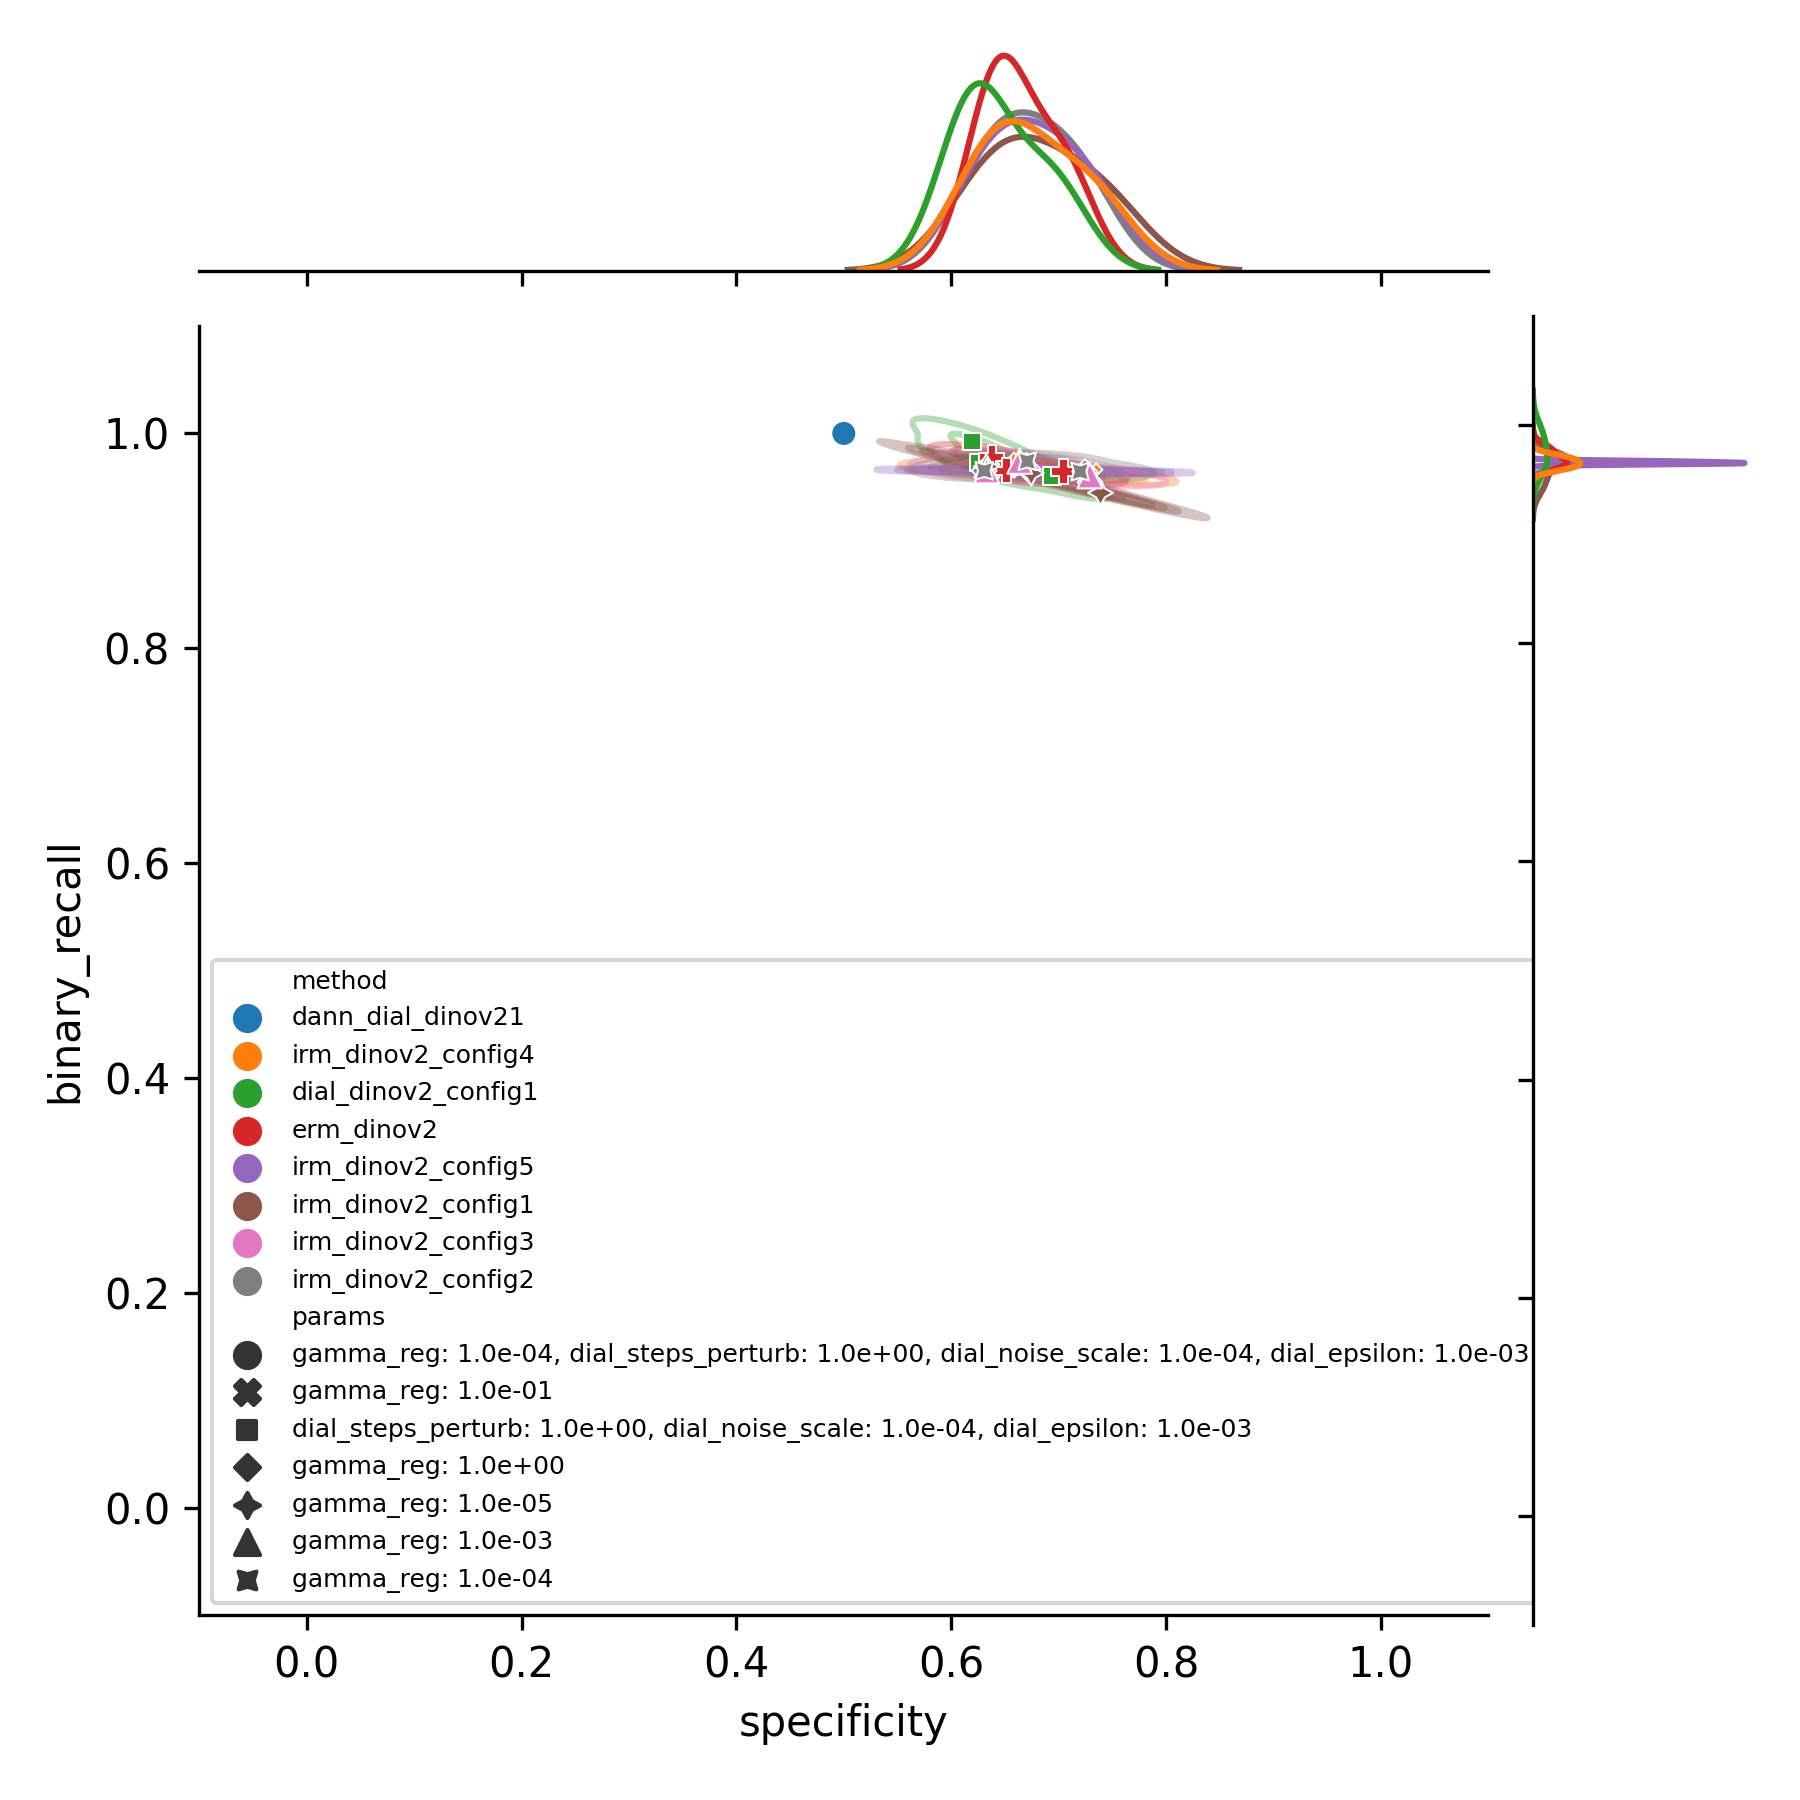 1.0
0.8
0.6
0.4
0.2
0.0
binary_recall
method
dann_dial_dinov21
irm_dinov2_config4
dial_dinov2_config1
erm_dinov2
irm_dinov2_config5
irm_dinov2_config1
irm_dinov2_config3
irm_dinov2_config2
params
gamma_reg: 1.0e-04, dial_steps_perturb: 1.0e+00, dial_noise_scale: 1.0e-04, dial_epsilon: 1.0e-03
gamma_reg: 1.0e-01
dial_steps_perturb: 1.0e+00, dial_noise_scale: 1.0e-04, dial_epsilon: 1.0e-03
gamma_reg: 1.0e+00
gamma_reg: 1.0e-05
gamma_reg: 1.0e-03
gamma_reg: 1.0e-04
0.0 0.2 0.4 0.6 0.8 1.0
specificity